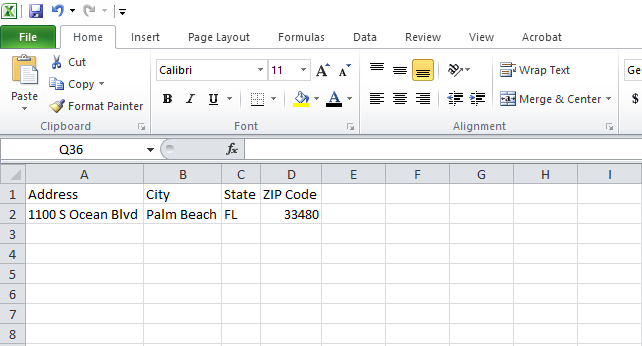 File Home Insert Page Layout Formulas Data Review View Acrobat
Cut Calibri 11 A A Wrap Text Ge
Copy
Paste Format Painter B I U Merge & Center $
Clipboard Font Alignment
Q36 fx
A B C D E F G H I
1 Address City State ZIP Code
2 1100 S Ocean Blvd Palm Beach FL 33480
3
4
5
6
7
8